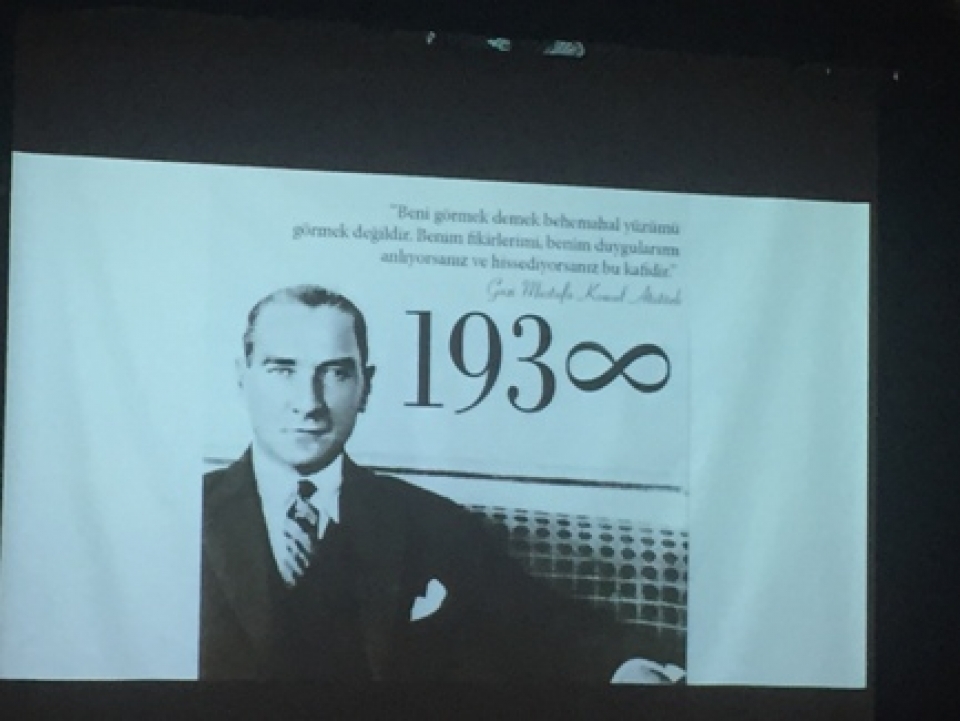 "Beni görmek demek behemahal yüzümü
görmek değildir. Benim fikirlerimi, benim duygularımı
anlıyorsanız ve hissediyorsanız bu kafidir."
Gazi Mustafa Kemal Atatürk
193∞